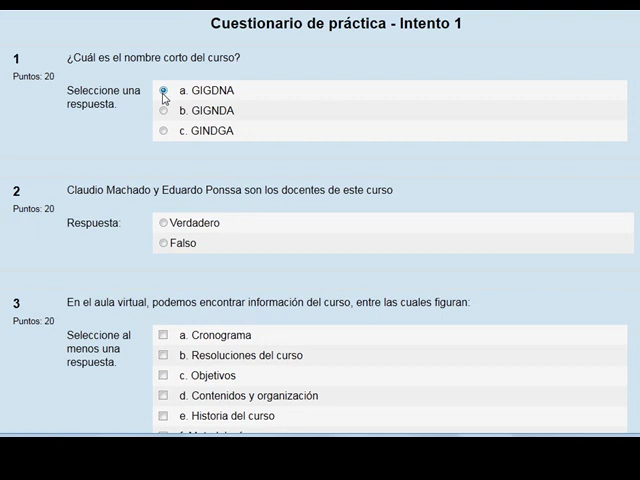 Cuestionario de práctica - Intento 1
1
¿Cuál es el nombre corto del curso?
Puntos: 20
Seleccione una respuesta.
a. GIGDNA
b. GIGNDA
c. GINDGA
2
Claudio Machado y Eduardo Ponssa son los docentes de este curso
Puntos: 20
Respuesta:
Verdadero
Falso
3
En el aula virtual, podemos encontrar información del curso, entre las cuales figuran:
Puntos: 20
Seleccione al menos una respuesta.
a. Cronograma
b. Resoluciones del curso
c. Objetivos
d. Contenidos y organización
e. Historia del curso